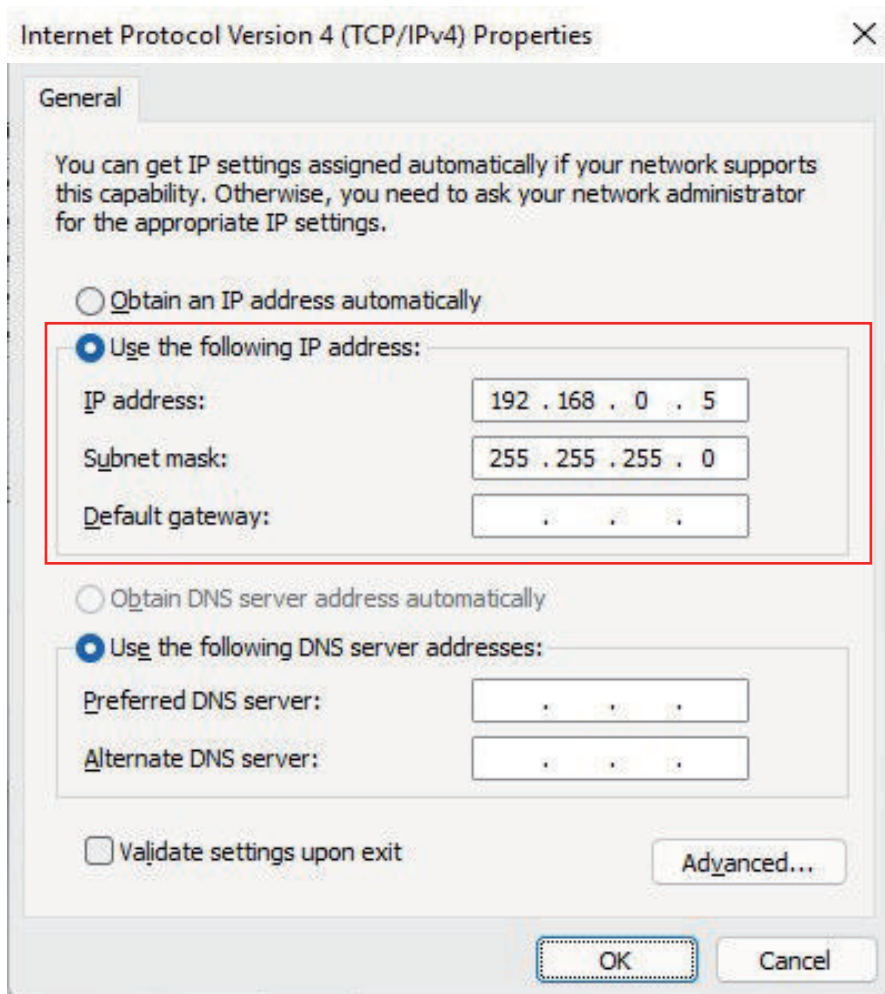 Internet Protocol Version 4 (TCP/IPv4) Properties
General
You can get IP settings assigned automatically if your network supports
this capability. Otherwise, you need to ask your network administrator
for the appropriate IP settings.
Obtain an IP address automatically
Use the following IP address:
IP address: 192 . 168 . 0 . 5
Subnet mask: 255 . 255 . 255 . 0
Default gateway: . . .
Obtain DNS server address automatically
Use the following DNS server addresses:
Preferred DNS server: . . .
Alternate DNS server: . . .
Validate settings upon exit
Advanced...
OK Cancel